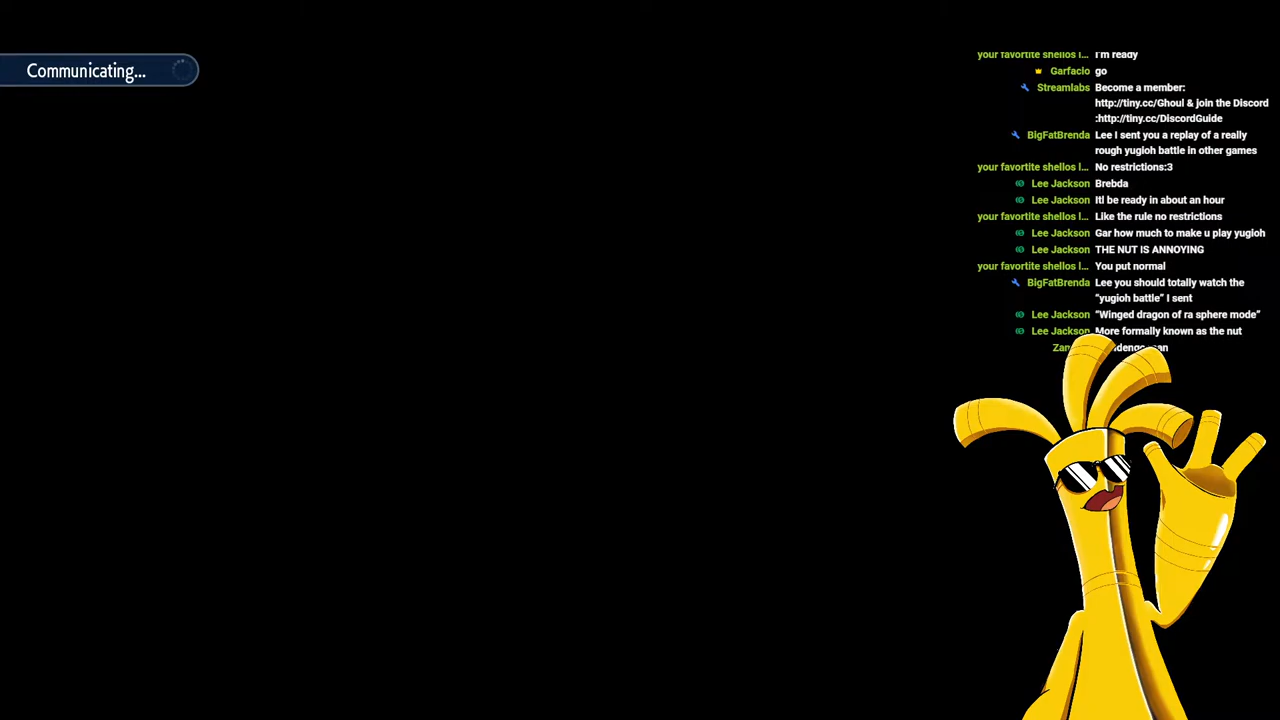 Communicating...
your favortite shellos l... I'm ready
Garfacio go
Streamlabs Become a member:
http://tiny.cc/Ghoul & join the Discord
:http://tiny.cc/DiscordGuide
BigFatBrenda Lee I sent you a replay of a really
rough yugioh battle in other games
your favortite shellos l... No restrictions:3
Lee Jackson Brebda
Lee Jackson Itl be ready in about an hour
your favortite shellos l... Like the rule no restrictions
Lee Jackson Gar how much to make u play yugioh
Lee Jackson THE NUT IS ANNOYING
your favortite shellos l... You put normal
BigFatBrenda Lee you should totally watch the
“yugioh battle” I sent
Lee Jackson “Winged dragon of ra sphere mode”
Lee Jackson More formally known as the nut